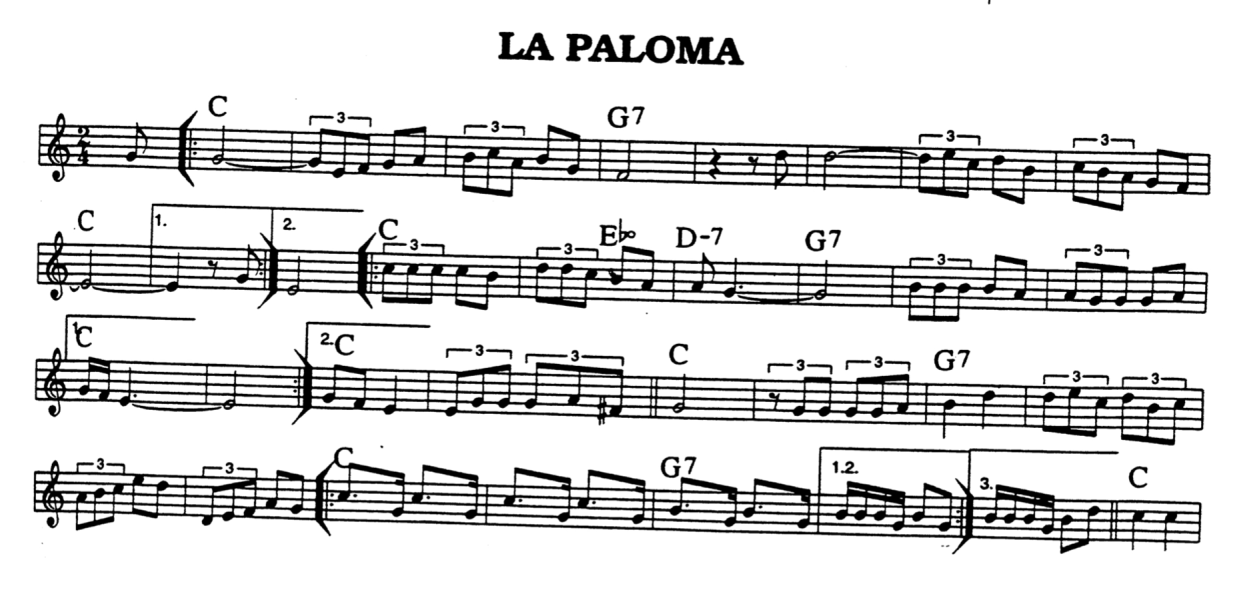 LA PALOMA
C G7
3 3 3 3
2
4
C 1. 2. C E♭° D-7 G7
3 3 3 3
1. C 2. C C G7
3 3 3 3 3 3
C G7 1.2. 3. C
3 3